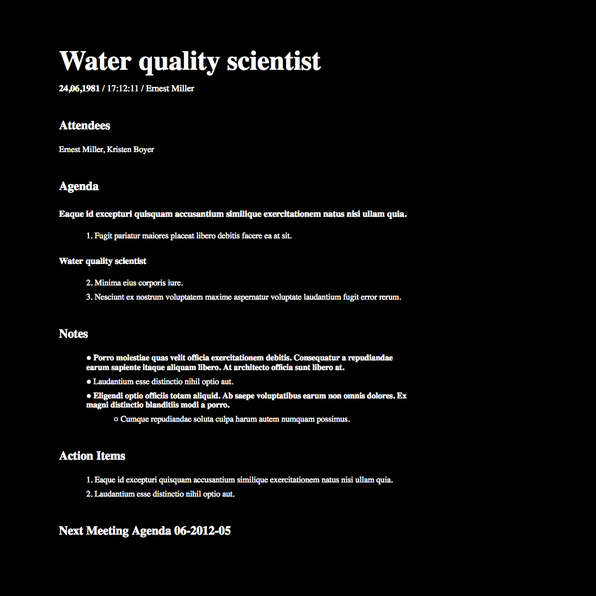 Water quality scientist
24,06,1981 / 17:12:11 / Ernest Miller
Attendees
Ernest Miller, Kristen Boyer
Agenda
Eaque id excepturi quisquam accusantium similique exercitationem natus nisi ullam quia.
1. Fugit pariatur maiores placeat libero debitis facere ea at sit.
Water quality scientist
2. Minima eius corporis iure.
3. Nesciunt ex nostrum voluptatem maxime aspernatur voluptate laudantium fugit error rerum.
Notes
● Porro molestiae quas velit officia exercitationem debitis. Consequatur a repudiandae
earum sapiente itaque aliquam libero. At architecto officia sunt libero at.
● Laudantium esse distinctio nihil optio aut.
● Eligendi optio officiis totam aliquid. Ab saepe voluptatibus earum non omnis dolores. Ex
magni distinctio blanditiis modi a porro.
○ Cumque repudiandae soluta culpa harum autem numquam possimus.
Action Items
1. Eaque id excepturi quisquam accusantium similique exercitationem natus nisi ullam quia.
2. Laudantium esse distinctio nihil optio aut.
Next Meeting Agenda 06-2012-05